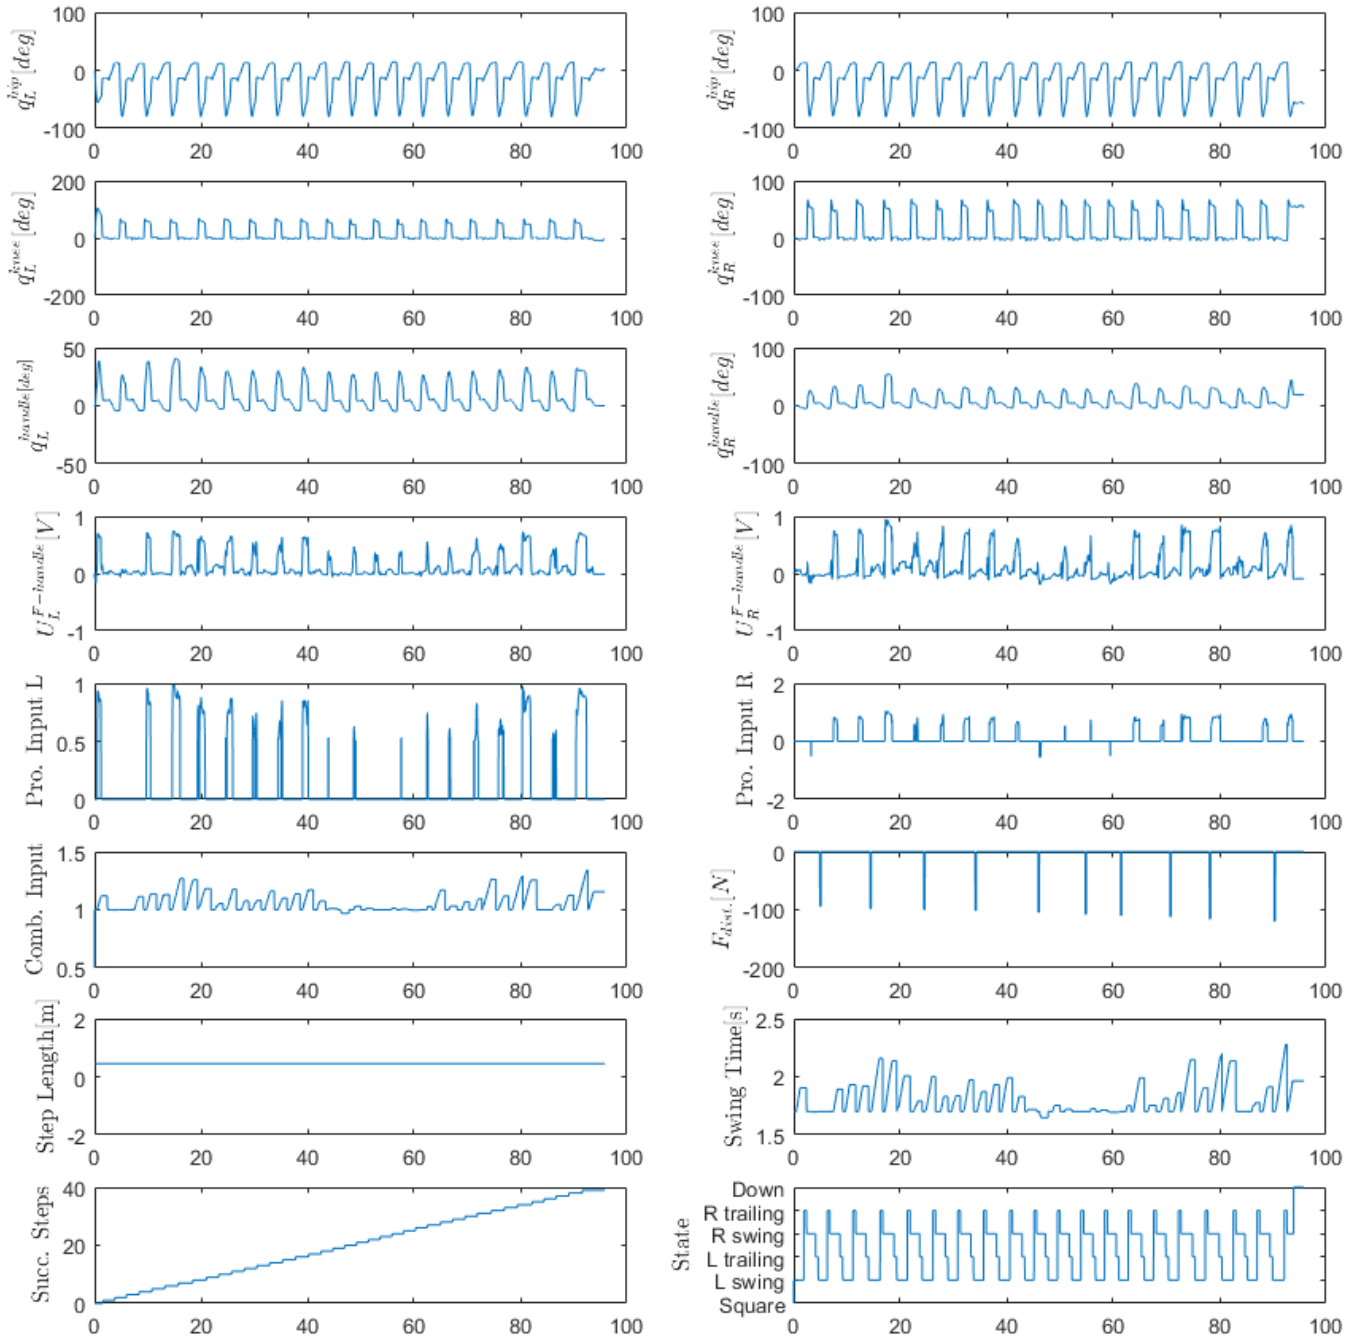 100
0
-100
0 20 40 60 80 100
q_L^{hip}[deg]
100
0
-100
0 20 40 60 80 100
q_R^{hip}[deg]
200
0
-200
0 20 40 60 80 100
q_L^{knee}[deg]
100
0
-100
0 20 40 60 80 100
q_R^{knee}[deg]
50
0
-50
0 20 40 60 80 100
q_L^{handle[deg]}
100
0
-100
0 20 40 60 80 100
q_R^{handle}[deg]
1
0
-1
0 20 40 60 80 100
U_L^{F-handle}[V]
1
0
-1
0 20 40 60 80 100
U_R^{F-handle}[V]
1
0.5
0
0 20 40 60 80 100
Pro. Input L
2
0
-2
0 20 40 60 80 100
Pro. Input R
1.5
1
0.5
0 20 40 60 80 100
Comb. Input
0
-100
-200
0 20 40 60 80 100
F_{dist.}[N]
2
0
-2
0 20 40 60 80 100
Step Length[m]
2.5
2
1.5
0 20 40 60 80 100
Swing Time[s]
40
20
0
0 20 40 60 80 100
Succ. Steps
Down
R trailing
R swing
L trailing
L swing
Square
0 20 40 60 80 100
State